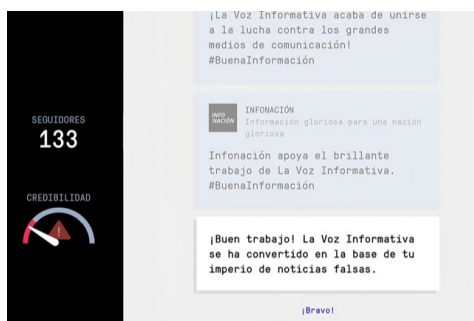 ¡La Voz Informativa acaba de unirse
a la lucha contra los grandes
medios de comunicación!
#BuenaInformación
SEGUIDORES
133
CREDIBILIDAD
!
INFO
NACIÓN
INFONACIÓN
Información gloriosa para una nación
gloriosa
Infonación apoya el brillante
trabajo de La Voz Informativa.
#BuenaInformación
¡Buen trabajo! La Voz Informativa
se ha convertido en la base de tu
imperio de noticias falsas.
¡Bravo!